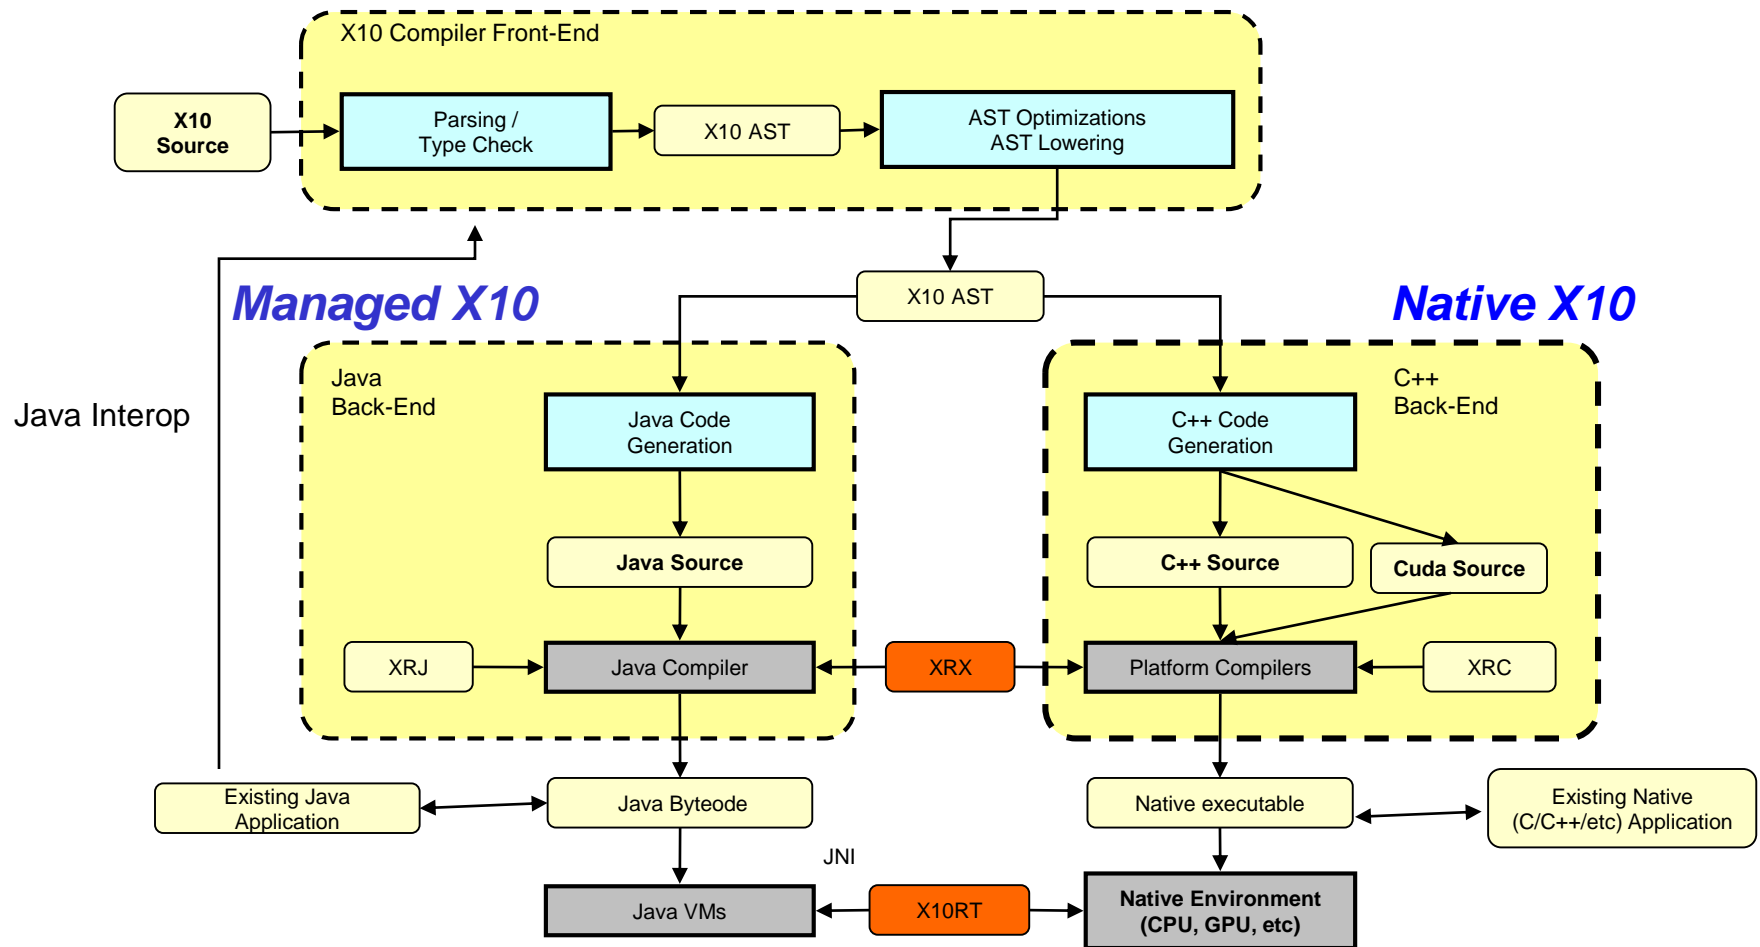 X10 Compiler Front-End
X10
Source
Parsing /
Type Check
X10 AST
AST Optimizations
AST Lowering
X10 AST
Managed X10
Native X10
Java
Back-End
C++
Back-End
Java Interop
Java Code
Generation
C++ Code
Generation
Java Source
C++ Source
Cuda Source
XRJ
Java Compiler
XRX
Platform Compilers
XRC
Existing Java
Application
Java Byteode
Native executable
Existing Native
(C/C++/etc) Application
JNI
Java VMs
X10RT
Native Environment
(CPU, GPU, etc)